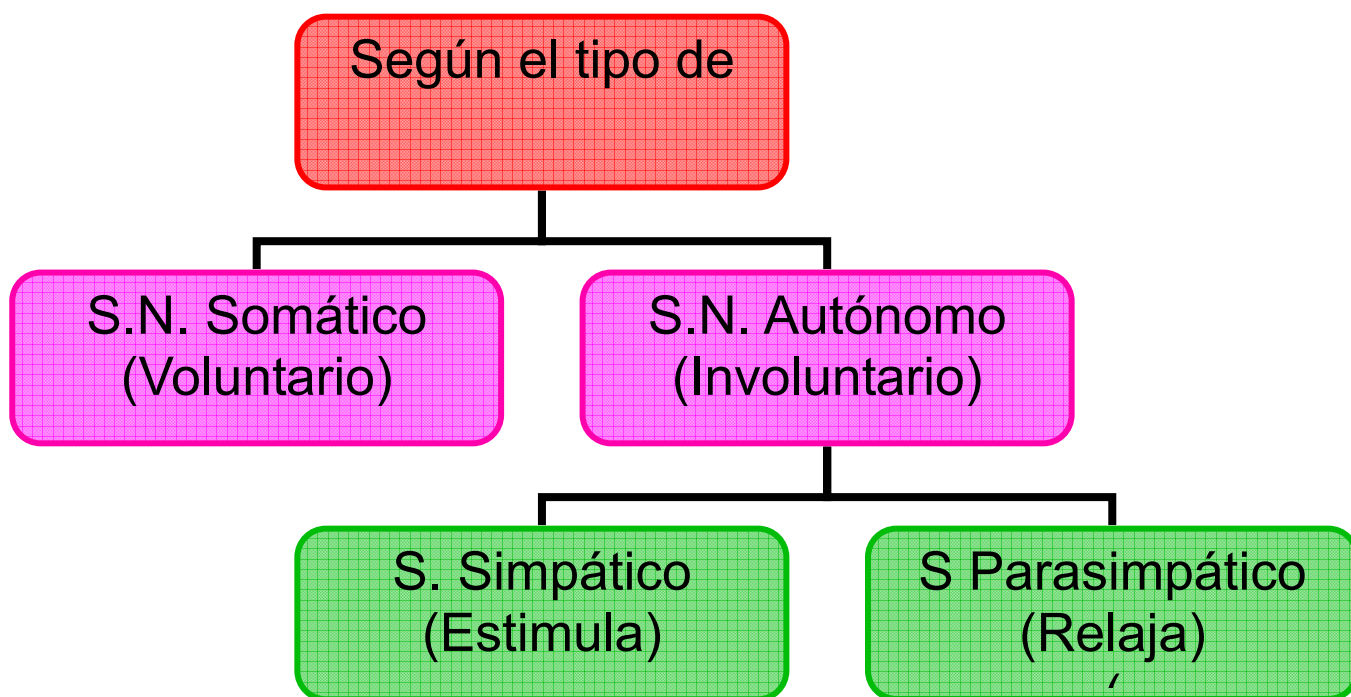 Según el tipo de
S.N. Somático
(Voluntario)
S.N. Autónomo
(Involuntario)
S. Simpático
(Estimula)
S Parasimpático
(Relaja)